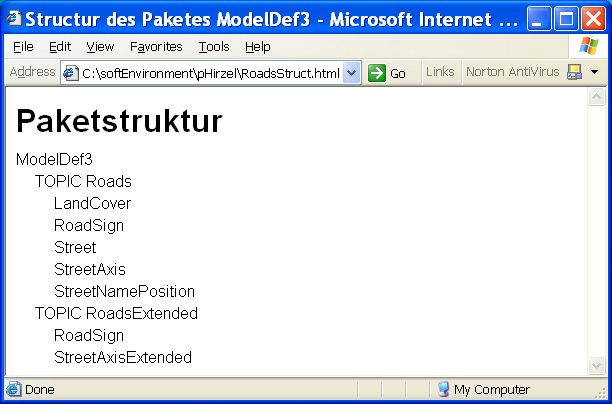 Structur des Paketes ModelDef3 - Microsoft Internet ...
File Edit View Favorites Tools Help
Address C:\softEnvironment\pHirzel\RoadsStruct.html Go Links Norton AntiVirus
Paketstruktur
ModelDef3
TOPIC Roads
LandCover
RoadSign
Street
StreetAxis
StreetNamePosition
TOPIC RoadsExtended
RoadSign
StreetAxisExtended
Done My Computer